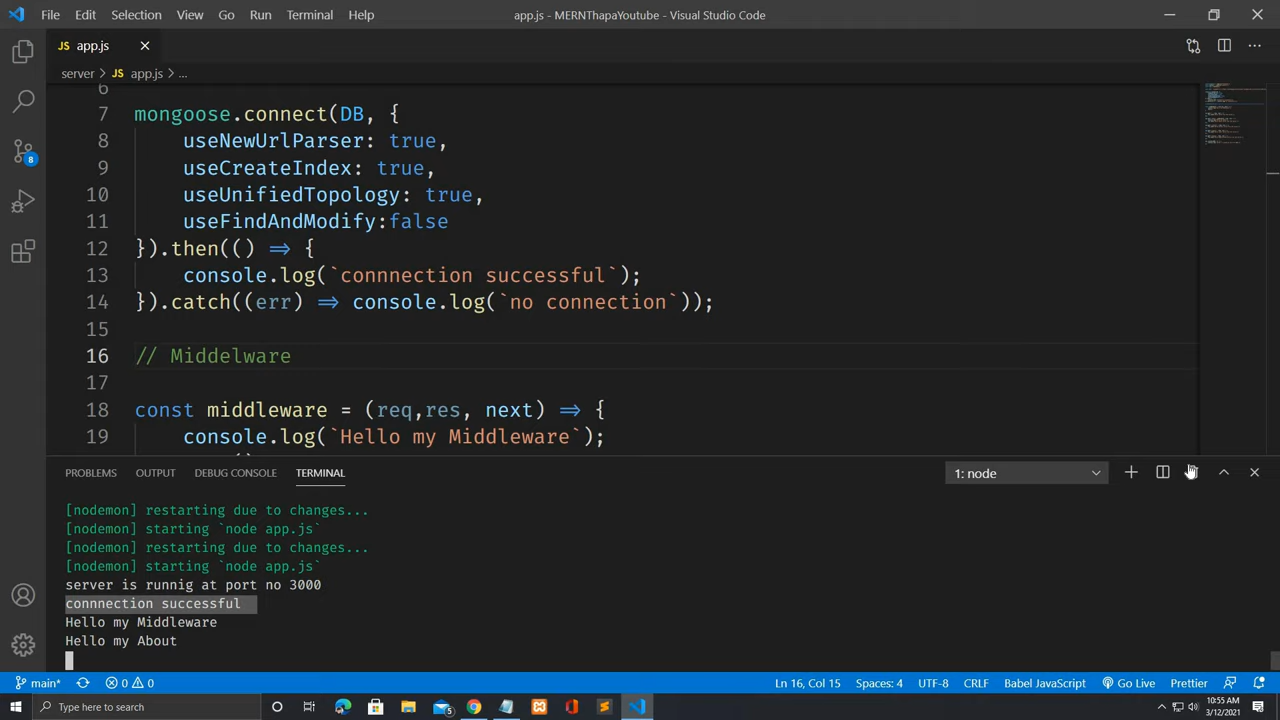 File Edit Selection View Go Run Terminal Help app.js - MERNThapaYoutube - Visual Studio Code
JS app.js
server > JS app.js > ...
6
7 mongoose.connect(DB, {
8 useNewUrlParser: true,
9 useCreateIndex: true,
10 useUnifiedTopology: true,
11 useFindAndModify:false
12 }).then(() => {
13 console.log(`connnection successful`);
14 }).catch((err) => console.log(`no connection`));
15
16 // Middelware
17
18 const middleware = (req,res, next) => {
19 console.log(`Hello my Middleware`);
8
PROBLEMS OUTPUT DEBUG CONSOLE TERMINAL 1: node
[nodemon] restarting due to changes...
[nodemon] starting `node app.js`
[nodemon] restarting due to changes...
[nodemon] starting `node app.js`
server is runnig at port no 3000
connnection successful
Hello my Middleware
Hello my About
main* 0 0 Ln 16, Col 15 Spaces: 4 UTF-8 CRLF Babel JavaScript Go Live Prettier
Type here to search 5 10:55 AM
3/12/2021